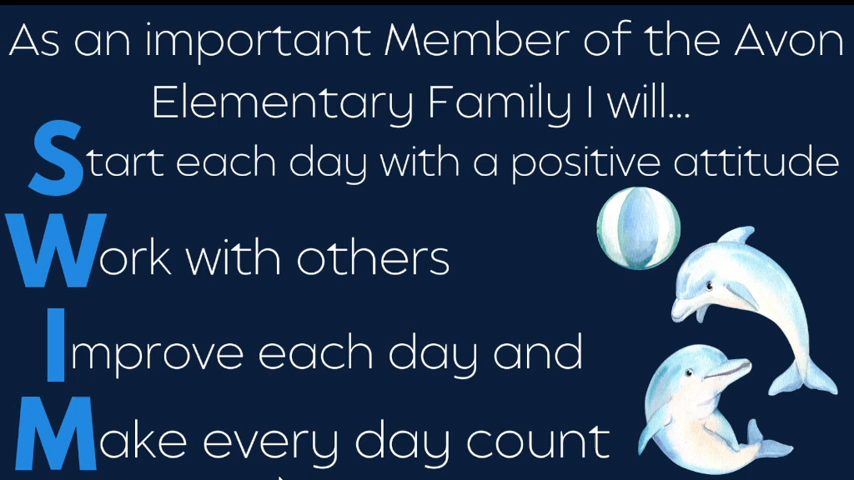 As an important Member of the Avon
Elementary Family I will...
Start each day with a positive attitude
Work with others
Improve each day and
Make every day count